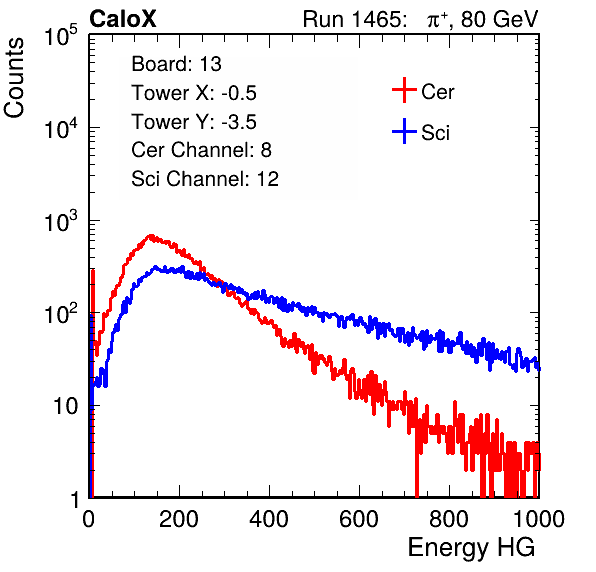 CaloX Run 1465: π⁺, 80 GeV
Counts
10⁵
10⁴
10³
10²
10
1
Board: 13
Tower X: -0.5
Tower Y: -3.5
Cer Channel: 8
Sci Channel: 12
Cer
Sci
0 200 400 600 800 1000
Energy HG